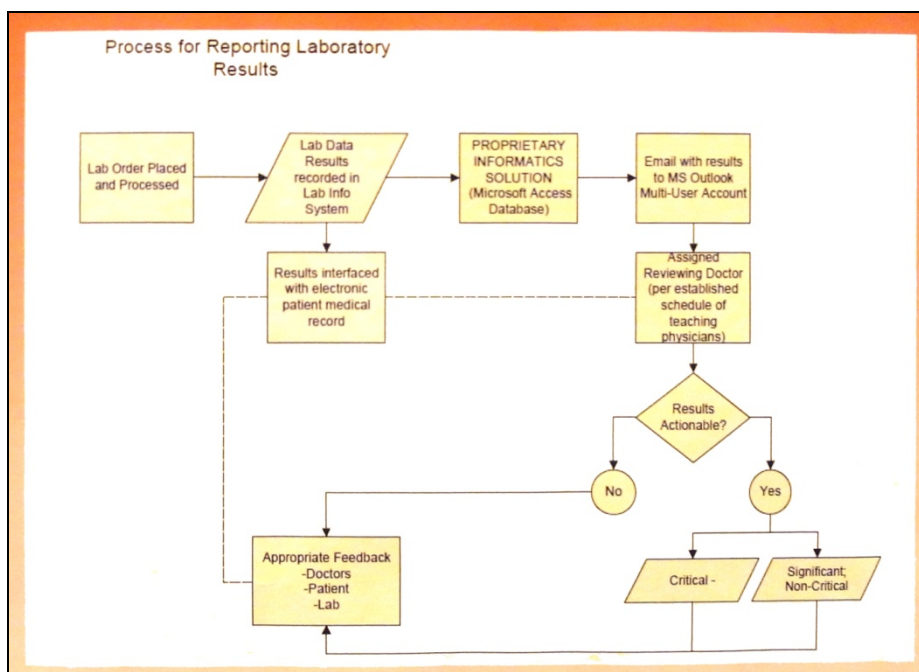 Process for Reporting Laboratory
Results
Lab Order Placed
and Processed
Lab Data
Results
recorded in
Lab Info
System
PROPRIETARY
INFORMATICS
SOLUTION
(Microsoft Access
Database)
Email with results
to MS Outlook
Multi-User Account
Results interfaced
with electronic
patient medical
record
Assigned
Reviewing Doctor
(per established
schedule of
teaching
physicians)
Results
Actionable?
No
Yes
Appropriate Feedback
-Doctors
-Patient
-Lab
Critical -
Significant;
Non-Critical